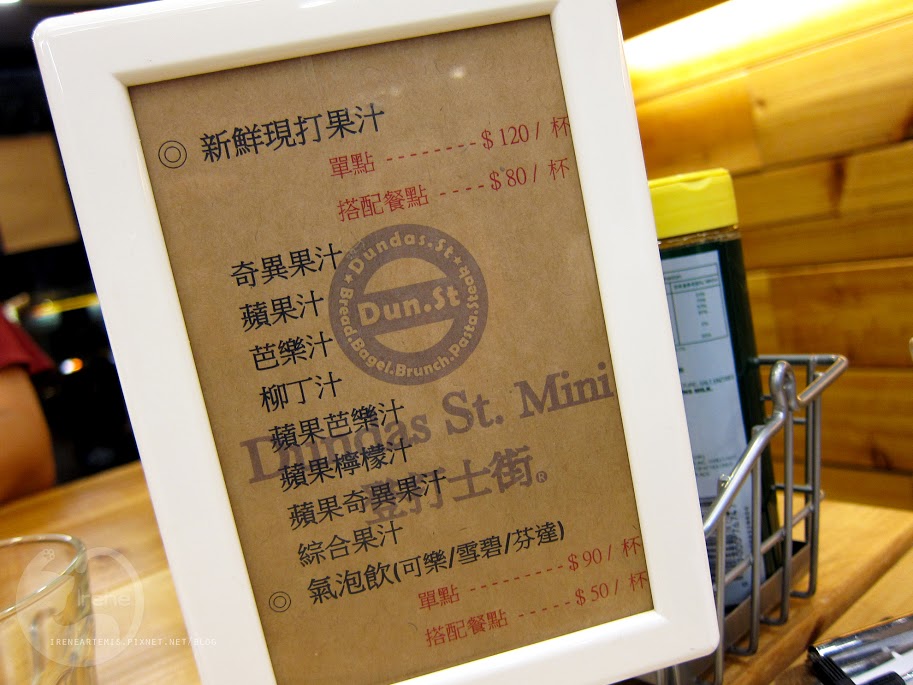 ◎ 新鮮現打果汁
單點 -------- $120 / 杯
搭配餐點 ---- $80 / 杯
奇異果汁
蘋果汁
芭樂汁
柳丁汁
蘋果芭樂汁
蘋果檸檬汁
蘋果奇異果汁
綜合果汁
◎ 氣泡飲(可樂/雪碧/芬達)
單點 --------- $90 / 杯
搭配餐點 ----- $50 / 杯
Dundas.St
Dun.St
Bread.Bagel.Brunch.Pasta.Steak
Dundas St. Mini
登打士街®
Irene
IRENEARTEMIS.PIXNET.NET/BLOG